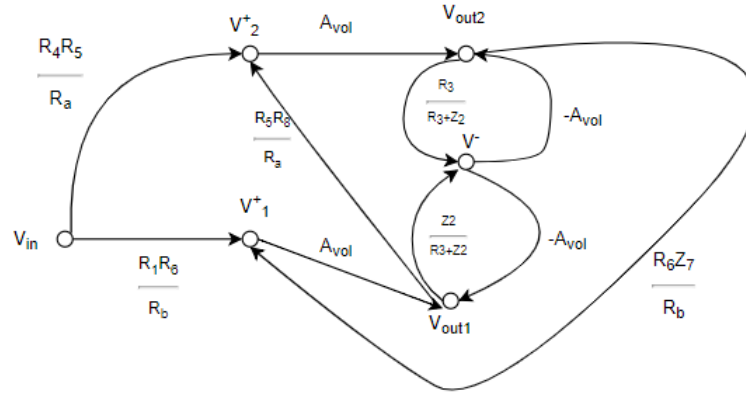 V⁺₂
A_vol
V_out2
R₄R₅
R_a
R₃
R₃+Z₂
-A_vol
R₅R₈
R_a
V⁻
V⁺₁
V_in
A_vol
Z2
R₃+Z2
-A_vol
R₁R₆
R_b
R₆Z₇
R_b
V_out1